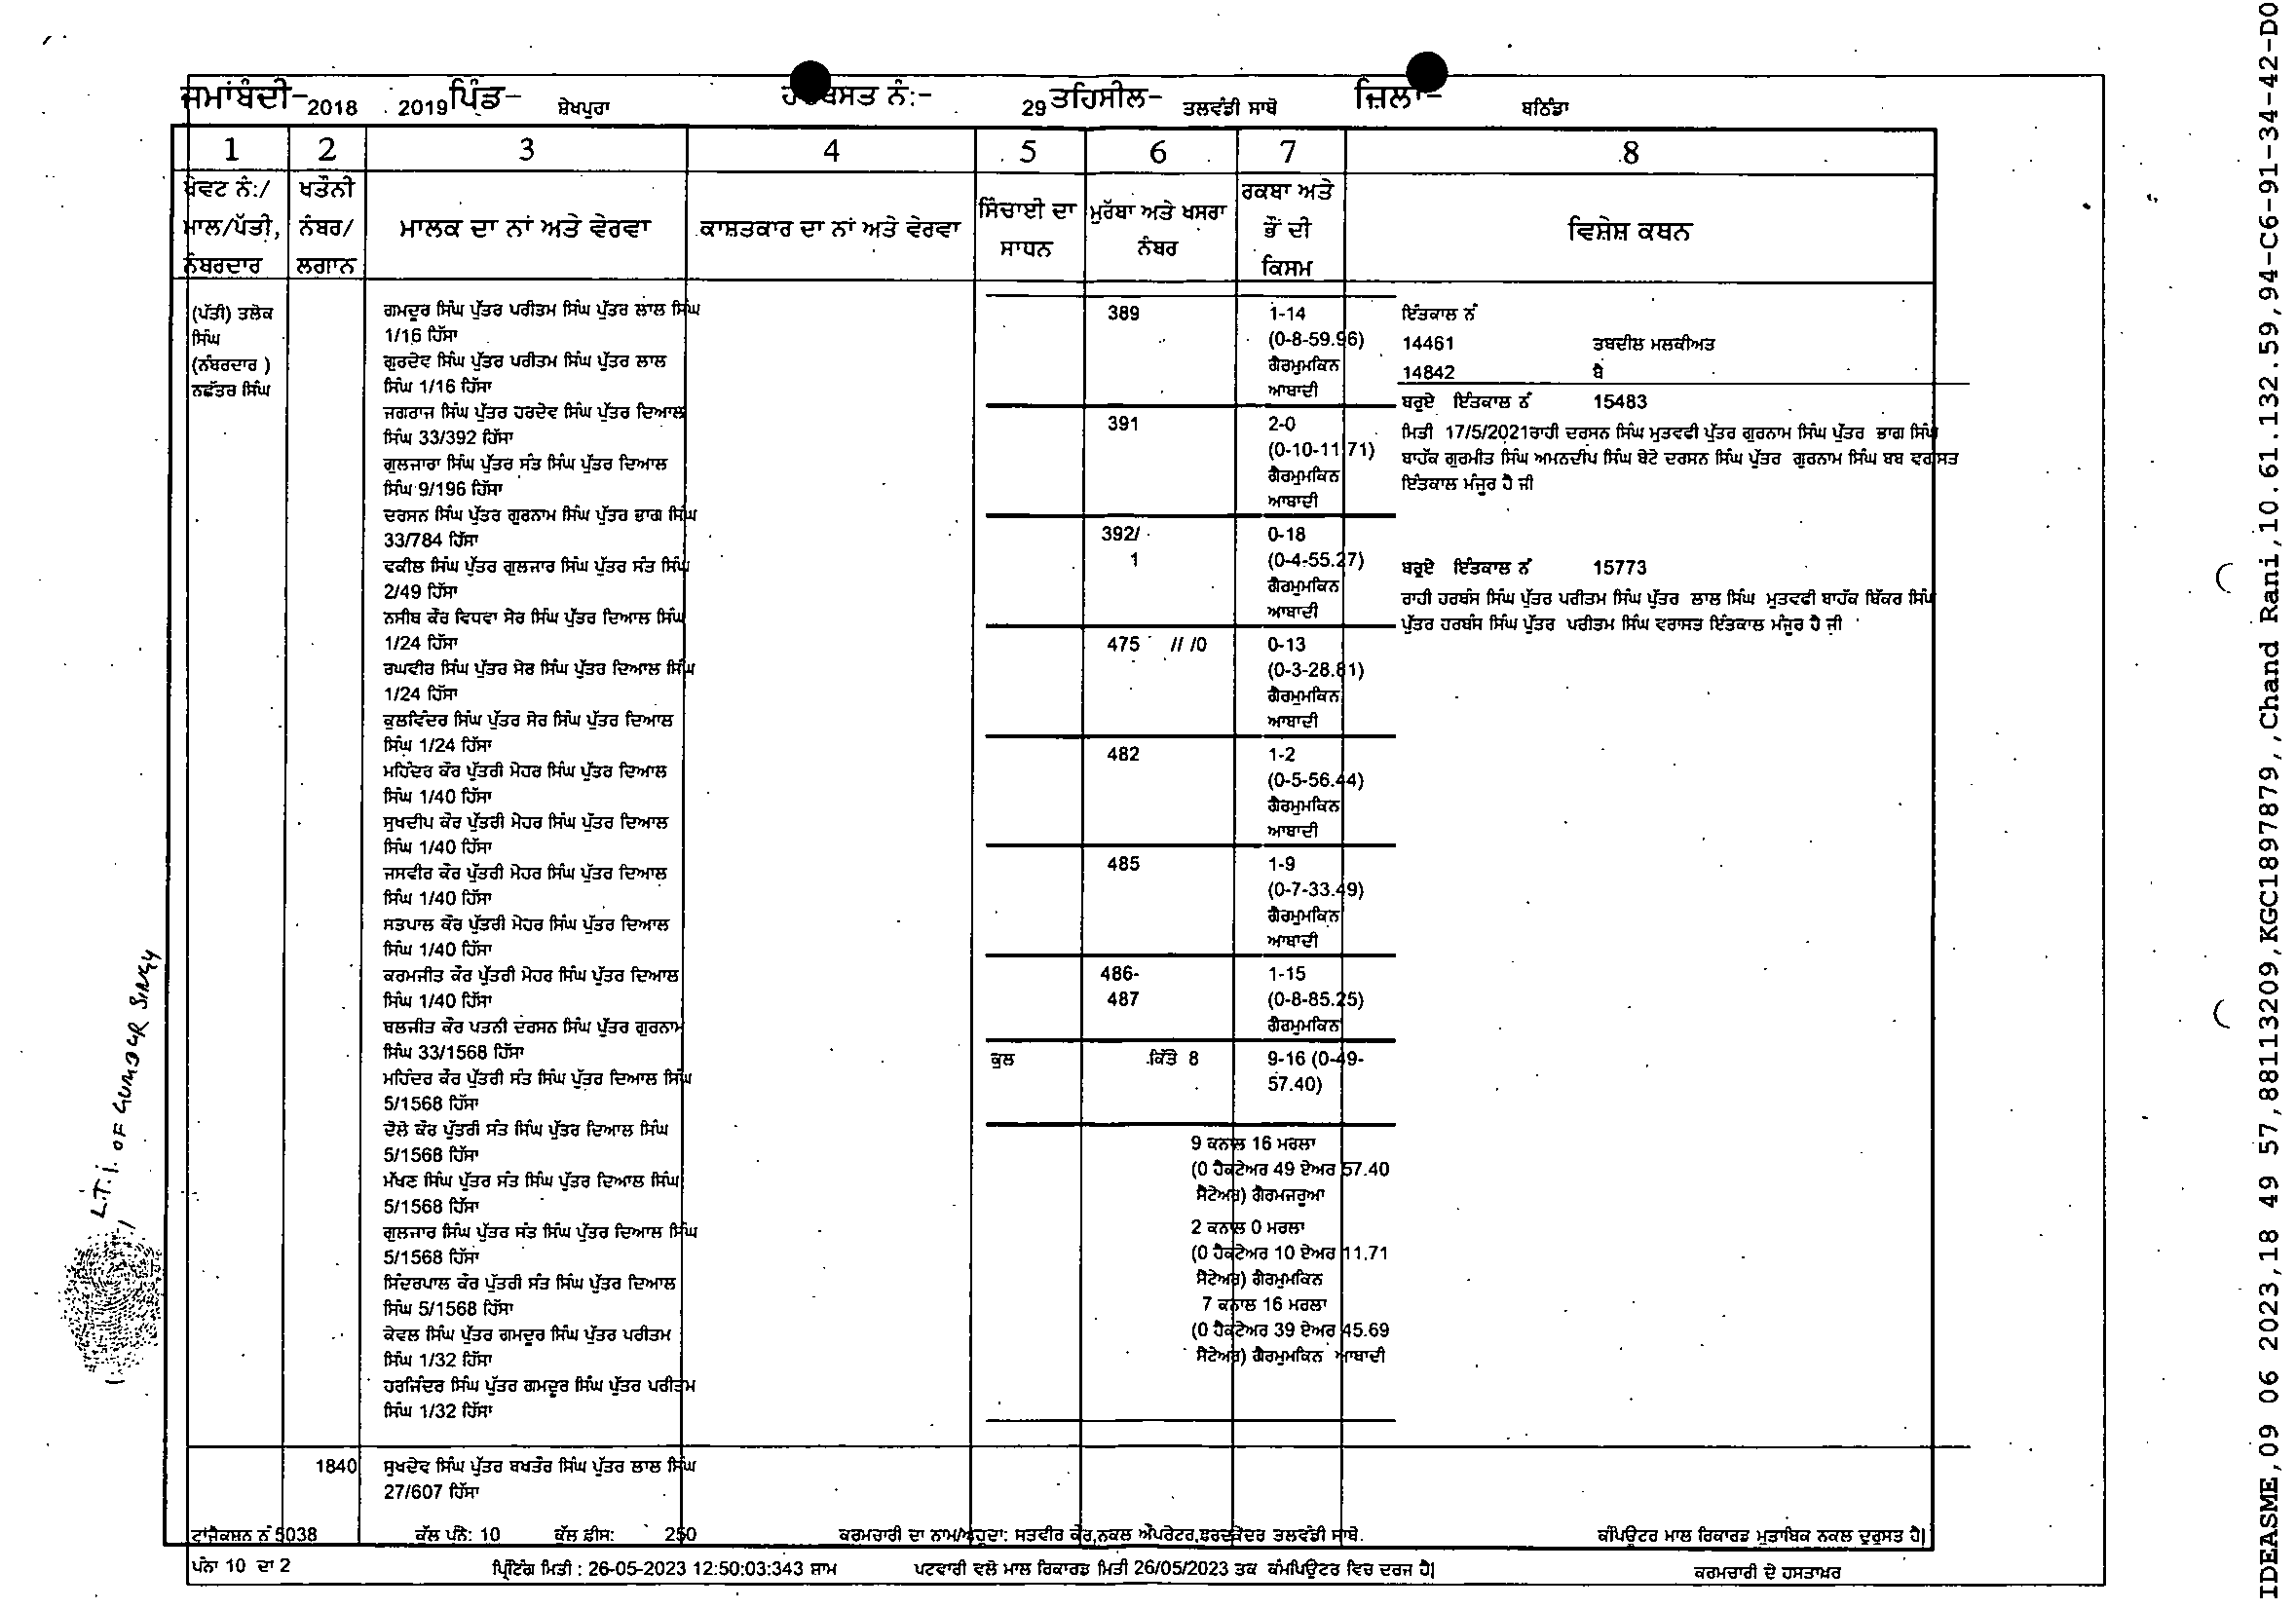 ਜਮਾਂਬੰਦੀ- 2018 2019 ਪਿੰਡ- ਸ਼ੇਖਪੁਰਾ ਹੱਦਬਸਤ ਨੰ:- 29 ਤਹਿਸੀਲ- ਤਲਵੰਡੀ ਸਾਬੋ ਜ਼ਿਲਾ- ਬਠਿੰਡਾ
1 2 3 4 5 6 7 8
ਖੇਵਟ ਨੰ:/ ਮਾਲ/ਪੱਤੀ, ਨੰਬਰਦਾਰ
ਖਤੌਨੀ ਨੰਬਰ/ ਲਗਾਨ
ਮਾਲਕ ਦਾ ਨਾਂ ਅਤੇ ਵੇਰਵਾ
ਕਾਸ਼ਤਕਾਰ ਦਾ ਨਾਂ ਅਤੇ ਵੇਰਵਾ
ਸਿੰਚਾਈ ਦਾ ਸਾਧਨ
ਮੁਰੱਬਾ ਅਤੇ ਖਸਰਾ ਨੰਬਰ
ਰਕਬਾ ਅਤੇ ਭੌਂ ਦੀ ਕਿਸਮ
ਵਿਸ਼ੇਸ਼ ਕਥਨ
(ਪੱਤੀ) ਤਲੋਕ
ਸਿੰਘ
(ਨੰਬਰਦਾਰ )
ਨਛੱਤਰ ਸਿੰਘ
ਗਮਦੂਰ ਸਿੰਘ ਪੁੱਤਰ ਪਰੀਤਮ ਸਿੰਘ ਪੁੱਤਰ ਲਾਲ ਸਿੰਘ
1/16 ਹਿੱਸਾ
ਗੁਰਦੇਵ ਸਿੰਘ ਪੁੱਤਰ ਪਰੀਤਮ ਸਿੰਘ ਪੁੱਤਰ ਲਾਲ
ਸਿੰਘ 1/16 ਹਿੱਸਾ
ਜਗਰਾਜ ਸਿੰਘ ਪੁੱਤਰ ਹਰਦੇਵ ਸਿੰਘ ਪੁੱਤਰ ਦਿਆਲ
ਸਿੰਘ 33/392 ਹਿੱਸਾ
ਗੁਲਜਾਰਾ ਸਿੰਘ ਪੁੱਤਰ ਸੰਤ ਸਿੰਘ ਪੁੱਤਰ ਦਿਆਲ
ਸਿੰਘ 9/196 ਹਿੱਸਾ
ਦਰਸਨ ਸਿੰਘ ਪੁੱਤਰ ਗੁਰਨਾਮ ਸਿੰਘ ਪੁੱਤਰ ਭਾਗ ਸਿੰਘ
33/784 ਹਿੱਸਾ
ਵਕੀਲ ਸਿੰਘ ਪੁੱਤਰ ਗੁਲਜਾਰ ਸਿੰਘ ਪੁੱਤਰ ਸੰਤ ਸਿੰਘ
2/49 ਹਿੱਸਾ
ਨਸੀਬ ਕੌਰ ਵਿਧਵਾ ਸੇਰ ਸਿੰਘ ਪੁੱਤਰ ਦਿਆਲ ਸਿੰਘ
1/24 ਹਿੱਸਾ
ਰਘਵੀਰ ਸਿੰਘ ਪੁੱਤਰ ਸੇਰ ਸਿੰਘ ਪੁੱਤਰ ਦਿਆਲ ਸਿੰਘ
1/24 ਹਿੱਸਾ
ਕੁਲਵਿੰਦਰ ਸਿੰਘ ਪੁੱਤਰ ਸੇਰ ਸਿੰਘ ਪੁੱਤਰ ਦਿਆਲ
ਸਿੰਘ 1/24 ਹਿੱਸਾ
ਮਹਿੰਦਰ ਕੌਰ ਪੁੱਤਰੀ ਮੇਹਰ ਸਿੰਘ ਪੁੱਤਰ ਦਿਆਲ
ਸਿੰਘ 1/40 ਹਿੱਸਾ
ਸੁਖਦੀਪ ਕੌਰ ਪੁੱਤਰੀ ਮੇਹਰ ਸਿੰਘ ਪੁੱਤਰ ਦਿਆਲ
ਸਿੰਘ 1/40 ਹਿੱਸਾ
ਜਸਵੀਰ ਕੌਰ ਪੁੱਤਰੀ ਮੇਹਰ ਸਿੰਘ ਪੁੱਤਰ ਦਿਆਲ
ਸਿੰਘ 1/40 ਹਿੱਸਾ
ਸਤਪਾਲ ਕੌਰ ਪੁੱਤਰੀ ਮੇਹਰ ਸਿੰਘ ਪੁੱਤਰ ਦਿਆਲ
ਸਿੰਘ 1/40 ਹਿੱਸਾ
ਕਰਮਜੀਤ ਕੌਰ ਪੁੱਤਰੀ ਮੇਹਰ ਸਿੰਘ ਪੁੱਤਰ ਦਿਆਲ
ਸਿੰਘ 1/40 ਹਿੱਸਾ
ਬਲਜੀਤ ਕੌਰ ਪਤਨੀ ਦਰਸਨ ਸਿੰਘ ਪੁੱਤਰ ਗੁਰਨਾਮ
ਸਿੰਘ 33/1568 ਹਿੱਸਾ
ਮਹਿੰਦਰ ਕੌਰ ਪੁੱਤਰੀ ਸੰਤ ਸਿੰਘ ਪੁੱਤਰ ਦਿਆਲ ਸਿੰਘ
5/1568 ਹਿੱਸਾ
ਦੋਲੋ ਕੌਰ ਪੁੱਤਰੀ ਸੰਤ ਸਿੰਘ ਪੁੱਤਰ ਦਿਆਲ ਸਿੰਘ
5/1568 ਹਿੱਸਾ
ਮੱਖਣ ਸਿੰਘ ਪੁੱਤਰ ਸੰਤ ਸਿੰਘ ਪੁੱਤਰ ਦਿਆਲ ਸਿੰਘ
5/1568 ਹਿੱਸਾ
ਗੁਲਜਾਰ ਸਿੰਘ ਪੁੱਤਰ ਸੰਤ ਸਿੰਘ ਪੁੱਤਰ ਦਿਆਲ ਸਿੰਘ
5/1568 ਹਿੱਸਾ
ਸਿੰਦਰਪਾਲ ਕੌਰ ਪੁੱਤਰੀ ਸੰਤ ਸਿੰਘ ਪੁੱਤਰ ਦਿਆਲ
ਸਿੰਘ 5/1568 ਹਿੱਸਾ
ਕੇਵਲ ਸਿੰਘ ਪੁੱਤਰ ਗਮਦੂਰ ਸਿੰਘ ਪੁੱਤਰ ਪਰੀਤਮ
ਸਿੰਘ 1/32 ਹਿੱਸਾ
ਹਰਜਿੰਦਰ ਸਿੰਘ ਪੁੱਤਰ ਗਮਦੂਰ ਸਿੰਘ ਪੁੱਤਰ ਪਰੀਤਮ
ਸਿੰਘ 1/32 ਹਿੱਸਾ
389 1-14
(0-8-59.96)
ਗੈਰਮੁਮਕਿਨ
ਆਬਾਦੀ
391 2-0
(0-10-11.71)
ਗੈਰਮੁਮਕਿਨ
ਆਬਾਦੀ
392/ 0-18
1 (0-4-55.27)
ਗੈਰਮੁਮਕਿਨ
ਆਬਾਦੀ
475 // /0 0-13
(0-3-28.81)
ਗੈਰਮੁਮਕਿਨ
ਆਬਾਦੀ
482 1-2
(0-5-56.44)
ਗੈਰਮੁਮਕਿਨ
ਆਬਾਦੀ
485 1-9
(0-7-33.49)
ਗੈਰਮੁਮਕਿਨ
ਆਬਾਦੀ
486- 1-15
487 (0-8-85.25)
ਗੈਰਮੁਮਕਿਨ
ਕੁਲ ਕਿੱਤੇ 8 9-16 (0-49-
57.40)
9 ਕਨਾਲ 16 ਮਰਲਾ
(0 ਹੈਕਟੇਅਰ 49 ਏਅਰ 57.40
ਸੈਂਟੇਅਰ) ਗੈਰਮਜਰੂਆ
2 ਕਨਾਲ 0 ਮਰਲਾ
(0 ਹੈਕਟੇਅਰ 10 ਏਅਰ 11.71
ਸੈਂਟੇਅਰ) ਗੈਰਮੁਮਕਿਨ
7 ਕਨਾਲ 16 ਮਰਲਾ
(0 ਹੈਕਟੇਅਰ 39 ਏਅਰ 45.69
ਸੈਂਟੇਅਰ) ਗੈਰਮੁਮਕਿਨ ਆਬਾਦੀ
ਇੰਤਕਾਲ ਨੰ
14461 ਤਬਦੀਲ ਮਲਕੀਅਤ
14842 ਬੈ
ਬਰੂਏ ਇੰਤਕਾਲ ਨੰ 15483
ਮਿਤੀ 17/5/2021ਰਾਹੀ ਦਰਸਨ ਸਿੰਘ ਮੁਤਵਫੀ ਪੁੱਤਰ ਗੁਰਨਾਮ ਸਿੰਘ ਪੁੱਤਰ ਭਾਗ ਸਿੰਘ
ਬਾਹੱਕ ਗੁਰਮੀਤ ਸਿੰਘ ਅਮਨਦੀਪ ਸਿੰਘ ਬੇਟੇ ਦਰਸਨ ਸਿੰਘ ਪੁੱਤਰ ਗੁਰਨਾਮ ਸਿੰਘ ਬਬ ਵਰਾਸਤ
ਇੰਤਕਾਲ ਮੰਜੂਰ ਹੈ ਜੀ
ਬਰੂਏ ਇੰਤਕਾਲ ਨੰ 15773
ਰਾਹੀ ਹਰਬੰਸ ਸਿੰਘ ਪੁੱਤਰ ਪਰੀਤਮ ਸਿੰਘ ਪੁੱਤਰ ਲਾਲ ਸਿੰਘ ਮੁਤਵਫੀ ਬਾਹੱਕ ਬਿੱਕਰ ਸਿੰਘ
ਪੁੱਤਰ ਹਰਬੰਸ ਸਿੰਘ ਪੁੱਤਰ ਪਰੀਤਮ ਸਿੰਘ ਵਰਾਸਤ ਇੰਤਕਾਲ ਮੰਜੂਰ ਹੈ ਜੀ
L.T.I. OF GUMDUR SINGH
1840 ਸੁਖਦੇਵ ਸਿੰਘ ਪੁੱਤਰ ਬਖਤੌਰ ਸਿੰਘ ਪੁੱਤਰ ਲਾਲ ਸਿੰਘ
27/607 ਹਿੱਸਾ
ਟਾਂਜੈਕਸ਼ਨ ਨੰ 5038 ਕੁੱਲ ਪੰਨੇ: 10 ਕੁੱਲ ਫ਼ੀਸ: 250 ਕਰਮਚਾਰੀ ਦਾ ਨਾਮ/ਅਹੁਦਾ: ਸਤਵੀਰ ਕੌਰ,ਨਕਲ ਔਪਰੇਟਰ,ਫ਼ਰਦਕੇਂਦਰ ਤਲਵੰਡੀ ਸਾਬੋ. ਕੰਪਿਊਟਰ ਮਾਲ ਰਿਕਾਰਡ ਮੁਤਾਬਿਕ ਨਕਲ ਦੁਰੁਸਤ ਹੈ|
ਪੰਨਾ 10 ਦਾ 2 ਪ੍ਰਿੰਟਿੰਗ ਮਿਤੀ : 26-05-2023 12:50:03:343 ਸ਼ਾਮ ਪਟਵਾਰੀ ਵਲੋ ਮਾਲ ਰਿਕਾਰਡ ਮਿਤੀ 26/05/2023 ਤਕ ਕੰਮਪਿਊਟਰ ਵਿਚ ਦਰਜ ਹੈ| ਕਰਮਚਾਰੀ ਦੇ ਹਸਤਾਖ਼ਰ
IDEASME,09 06 2023,18 49 57,88113209,KGC1897879,,Chand Rani,10.61.132.59,94-C6-91-34-42-D0